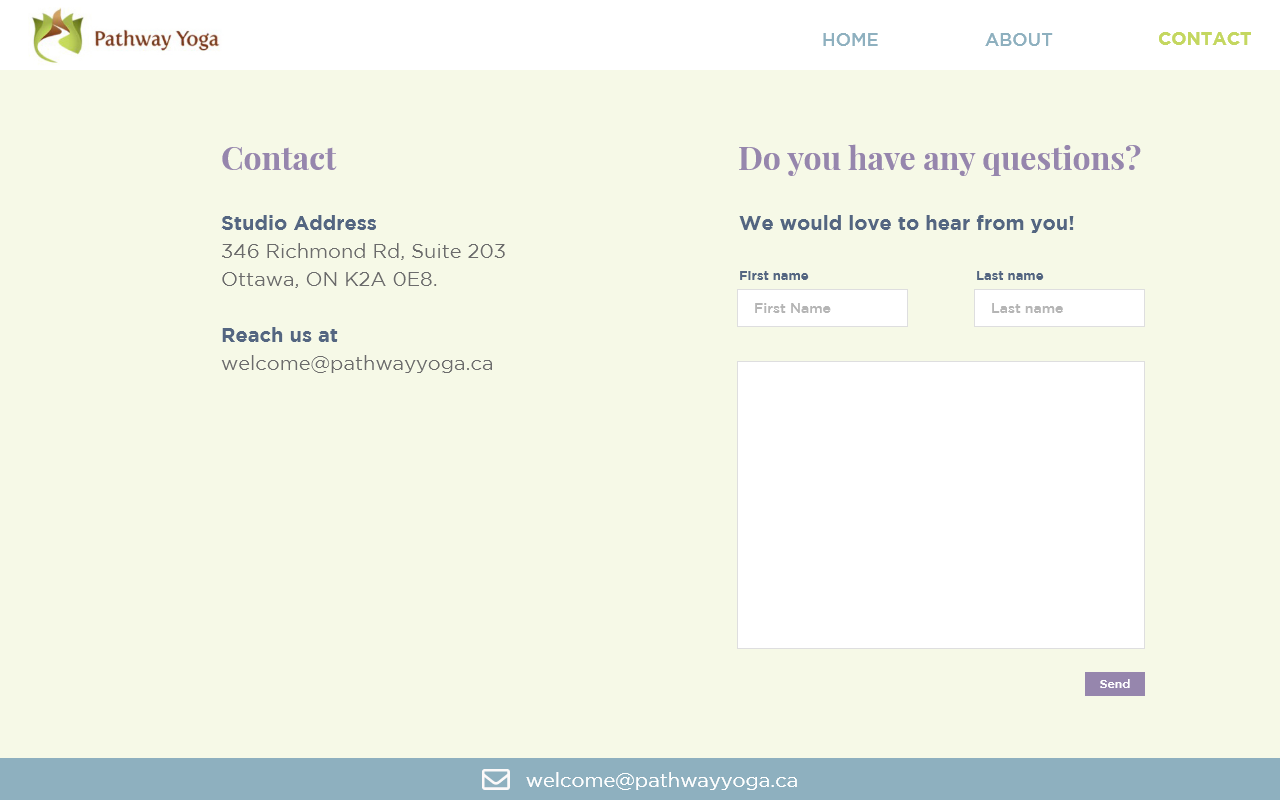 Pathway Yoga
HOME
ABOUT
CONTACT
Contact
Studio Address
346 Richmond Rd, Suite 203
Ottawa, ON K2A 0E8.
Reach us at
welcome@pathwayyoga.ca
Do you have any questions?
We would love to hear from you!
First name
Last name
First Name
Last name
Send
welcome@pathwayyoga.ca